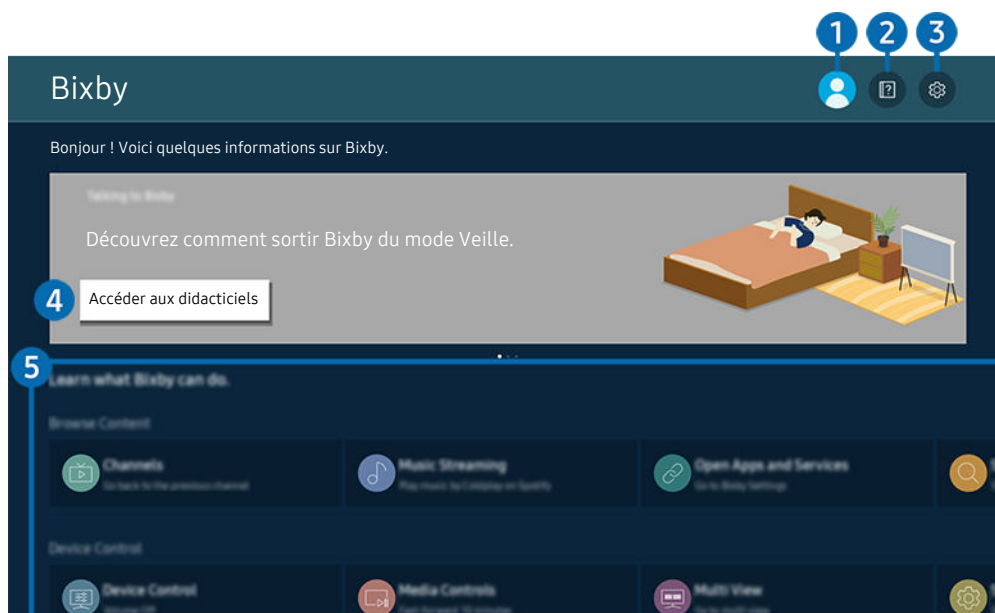 1 2 3
Bixby
Bonjour ! Voici quelques informations sur Bixby.
Talking to Bixby
Découvrez comment sortir Bixby du mode Veille.
4
Accéder aux didacticiels
5
Learn what Bixby can do.
Browse Content
Channels
Go back to the previous channel
Music Streaming
Play music by Coldplay on Spotify
Open Apps and Services
Go to Bixby Settings
Device Control
Device Control
Volume Off
Media Controls
Multi View